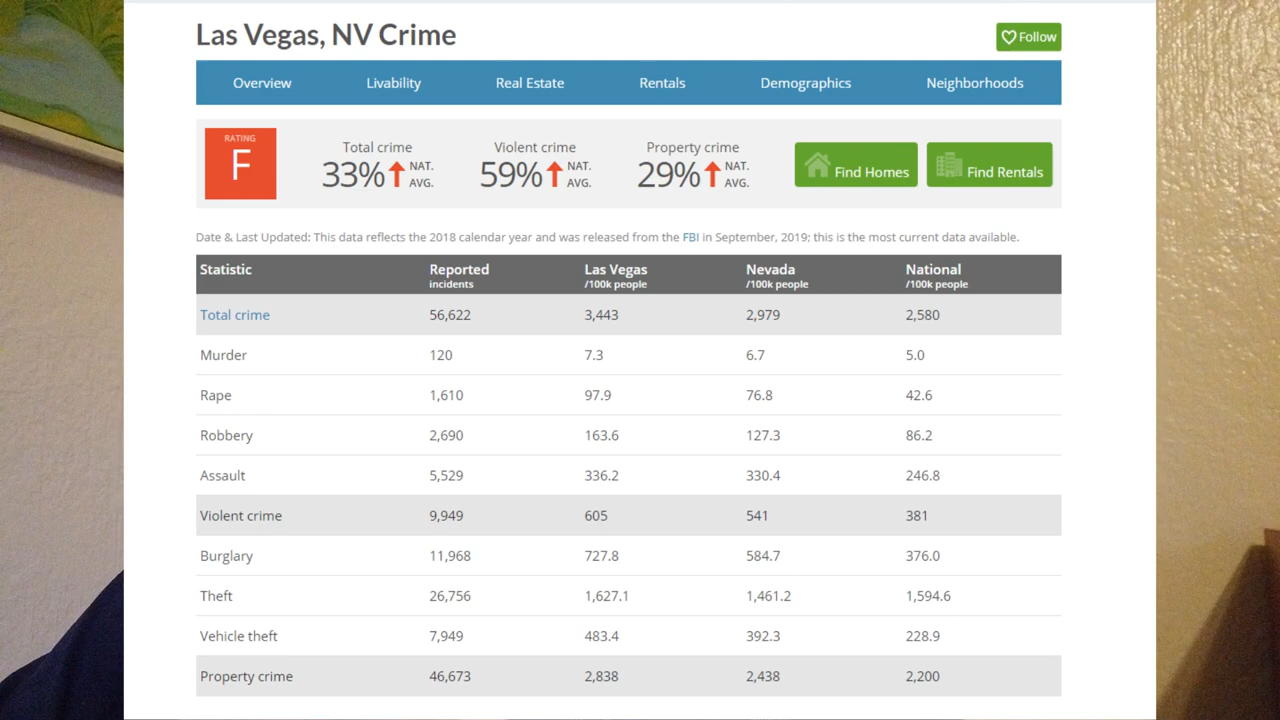 Las Vegas, NV Crime
Follow
Overview Livability Real Estate Rentals Demographics Neighborhoods
RATING
F
Total crime
33% NAT. AVG.
Violent crime
59% NAT. AVG.
Property crime
29% NAT. AVG.
Find Homes
Find Rentals
Date & Last Updated: This data reflects the 2018 calendar year and was released from the FBI in September, 2019; this is the most current data available.
Statistic Reported incidents Las Vegas /100k people Nevada /100k people National /100k people
Total crime 56,622 3,443 2,979 2,580
Murder 120 7.3 6.7 5.0
Rape 1,610 97.9 76.8 42.6
Robbery 2,690 163.6 127.3 86.2
Assault 5,529 336.2 330.4 246.8
Violent crime 9,949 605 541 381
Burglary 11,968 727.8 584.7 376.0
Theft 26,756 1,627.1 1,461.2 1,594.6
Vehicle theft 7,949 483.4 392.3 228.9
Property crime 46,673 2,838 2,438 2,200